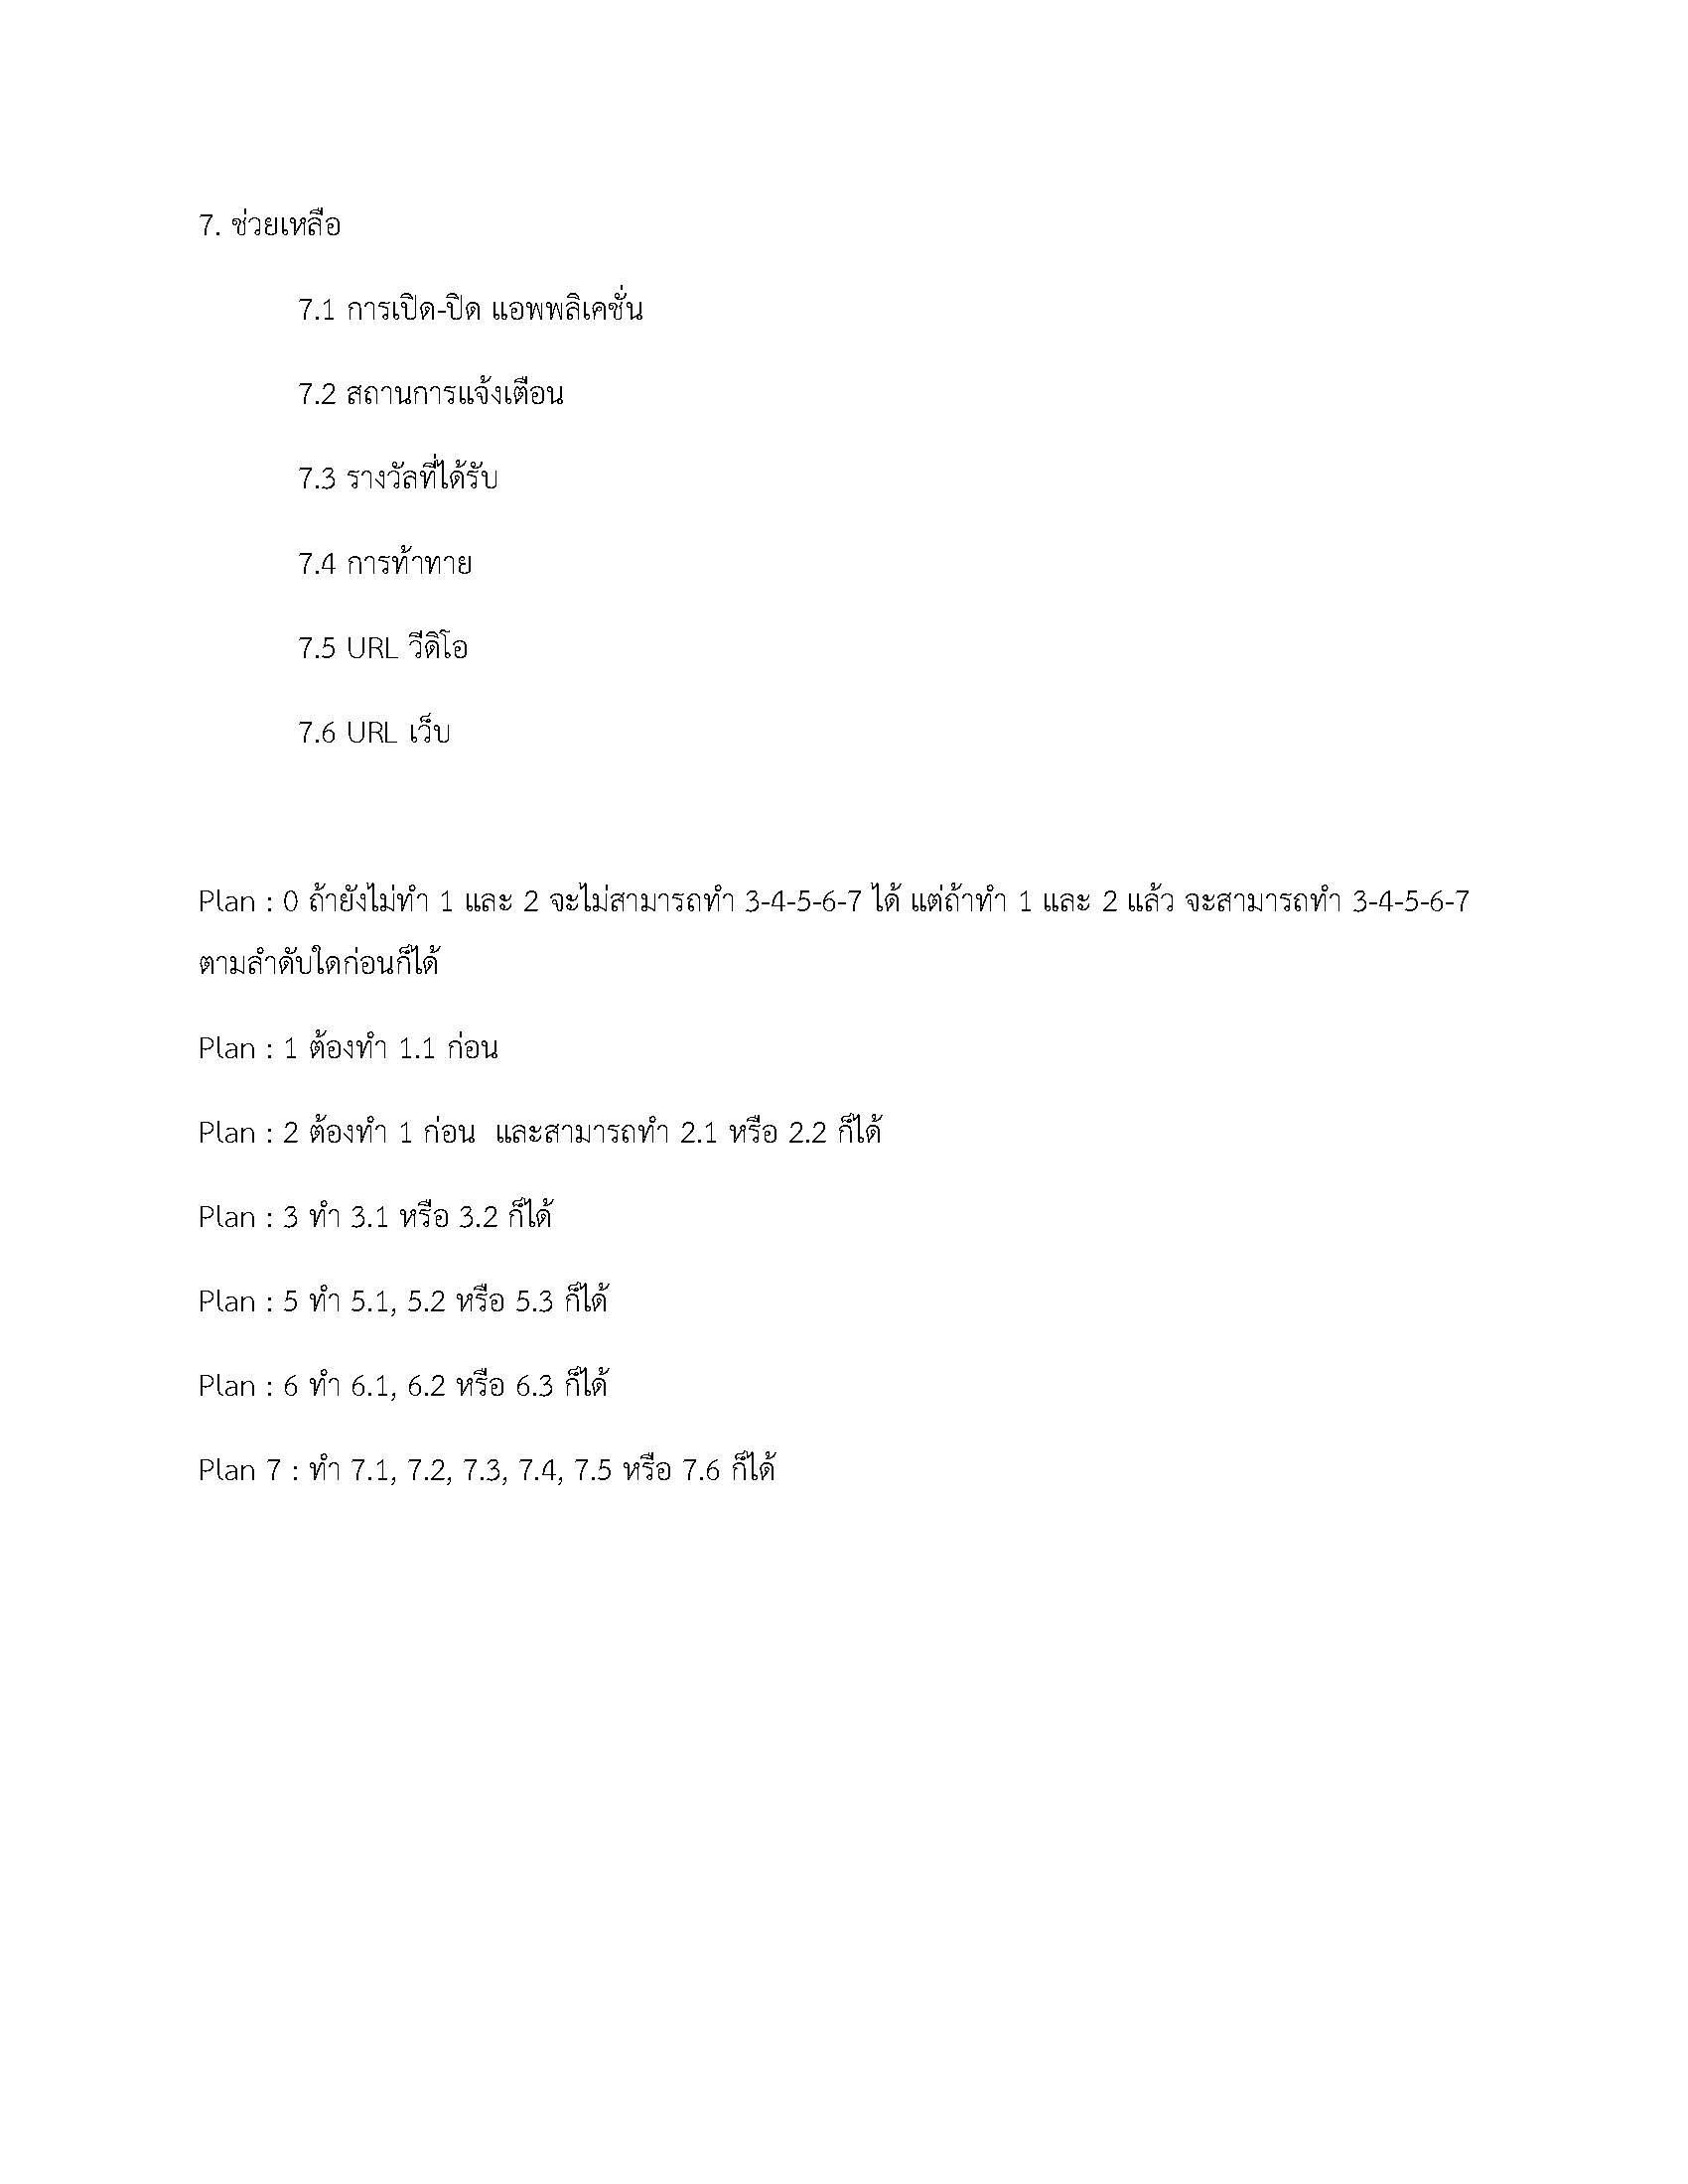 7. ช่วยเหลือ
7.1 การเปิด-ปิด แอพพลิเคชั่น
7.2 สถานการแจ้งเตือน
7.3 รางวัลที่ได้รับ
7.4 การท้าทาย
7.5 URL วีดิโอ
7.6 URL เว็บ
Plan : 0 ถ้ายังไม่ทำ 1 และ 2 จะไม่สามารถทำ 3-4-5-6-7 ได้ แต่ถ้าทำ 1 และ 2 แล้ว จะสามารถทำ 3-4-5-6-7
ตามลำดับใดก่อนก็ได้
Plan : 1 ต้องทำ 1.1 ก่อน
Plan : 2 ต้องทำ 1 ก่อน  และสามารถทำ 2.1 หรือ 2.2 ก็ได้
Plan : 3 ทำ 3.1 หรือ 3.2 ก็ได้
Plan : 5 ทำ 5.1, 5.2 หรือ 5.3 ก็ได้
Plan : 6 ทำ 6.1, 6.2 หรือ 6.3 ก็ได้
Plan 7 : ทำ 7.1, 7.2, 7.3, 7.4, 7.5 หรือ 7.6 ก็ได้